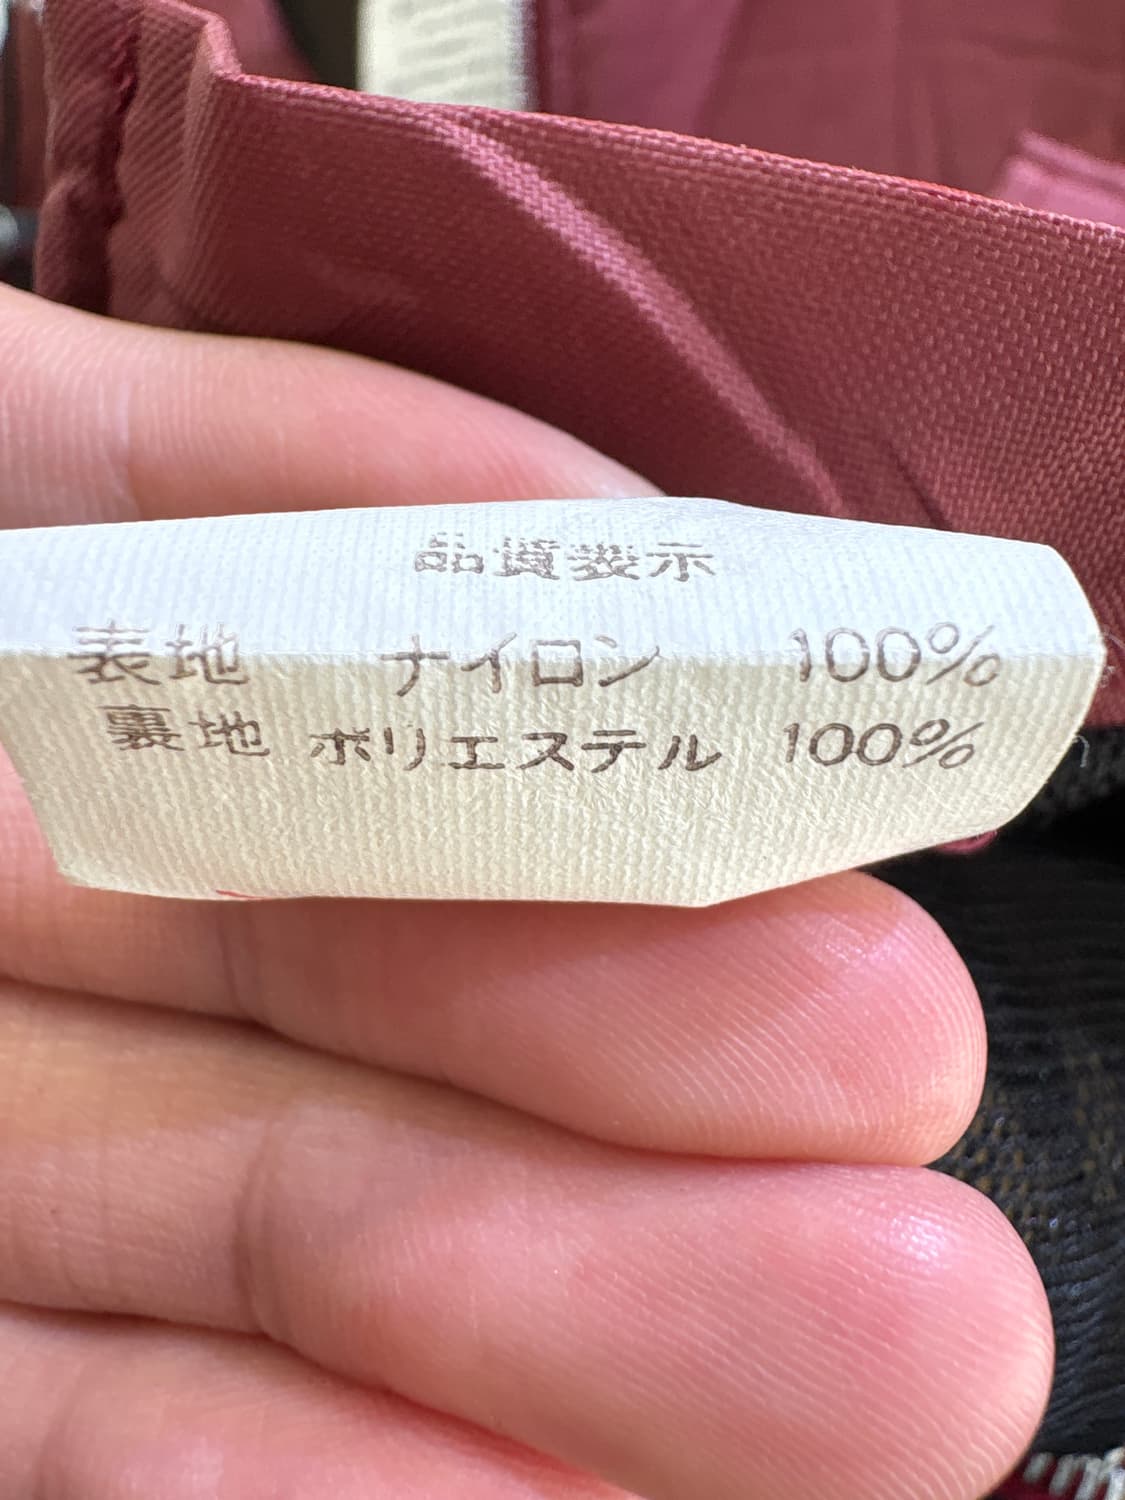 品質表示
表地 ナイロン 100%
裏地 ポリエステル 100%